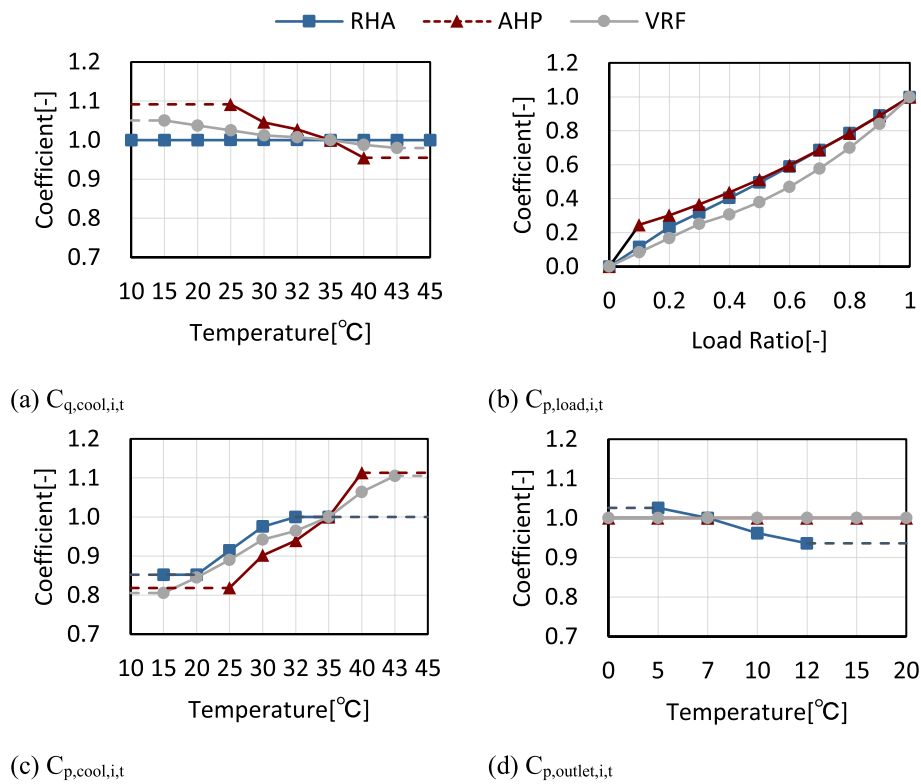 RHA AHP VRF
1.2
1.1
1.0
0.9
0.8
0.7
Coefficient[-]
10 15 20 25 30 32 35 40 43 45
Temperature[℃]
(a) Cq,cool,i,t
1.2
1.0
0.8
0.6
0.4
0.2
0.0
Coefficient[-]
0 0.2 0.4 0.6 0.8 1
Load Ratio[-]
(b) Cp,load,i,t
1.2
1.1
1.0
0.9
0.8
0.7
Coefficient[-]
10 15 20 25 30 32 35 40 43 45
Temperature[℃]
(c) Cp,cool,i,t
1.2
1.1
1.0
0.9
0.8
0.7
Coefficient[-]
0 5 7 10 12 15 20
Temperature[℃]
(d) Cp,outlet,i,t